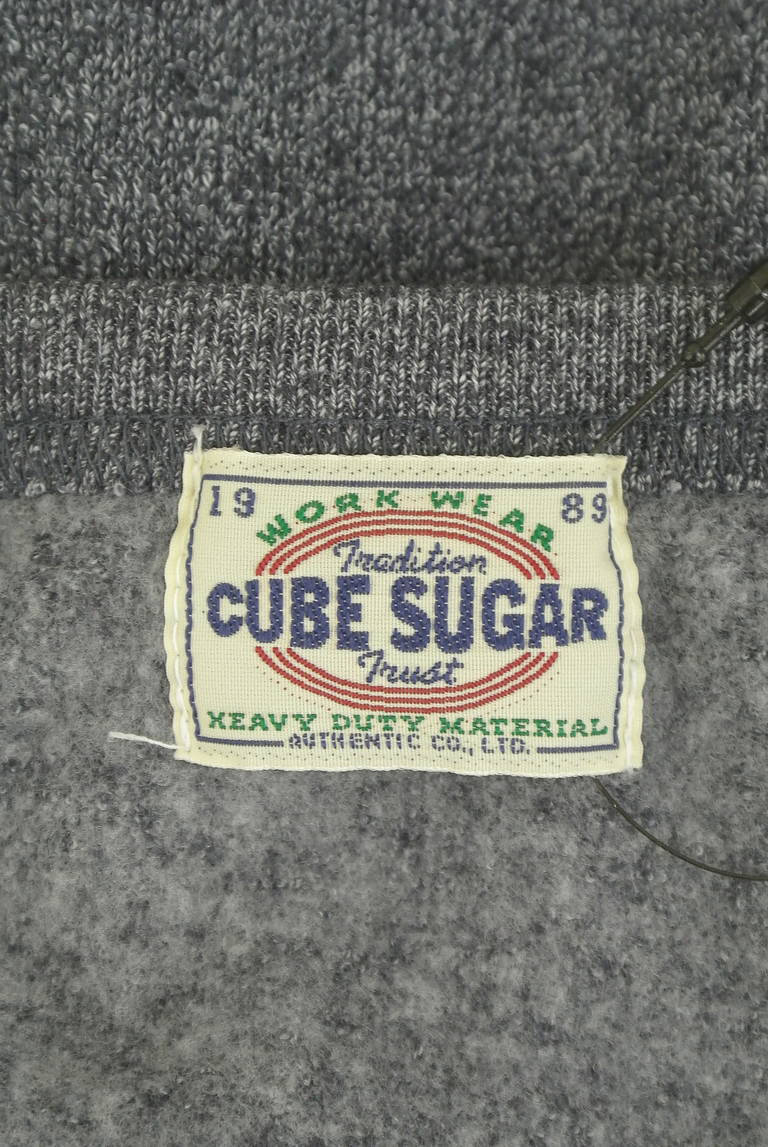 19 89
WORK WEAR
Tradition
CUBE SUGAR
Trust
HEAVY DUTY MATERIAL
AUTHENTIC CO., LTD.